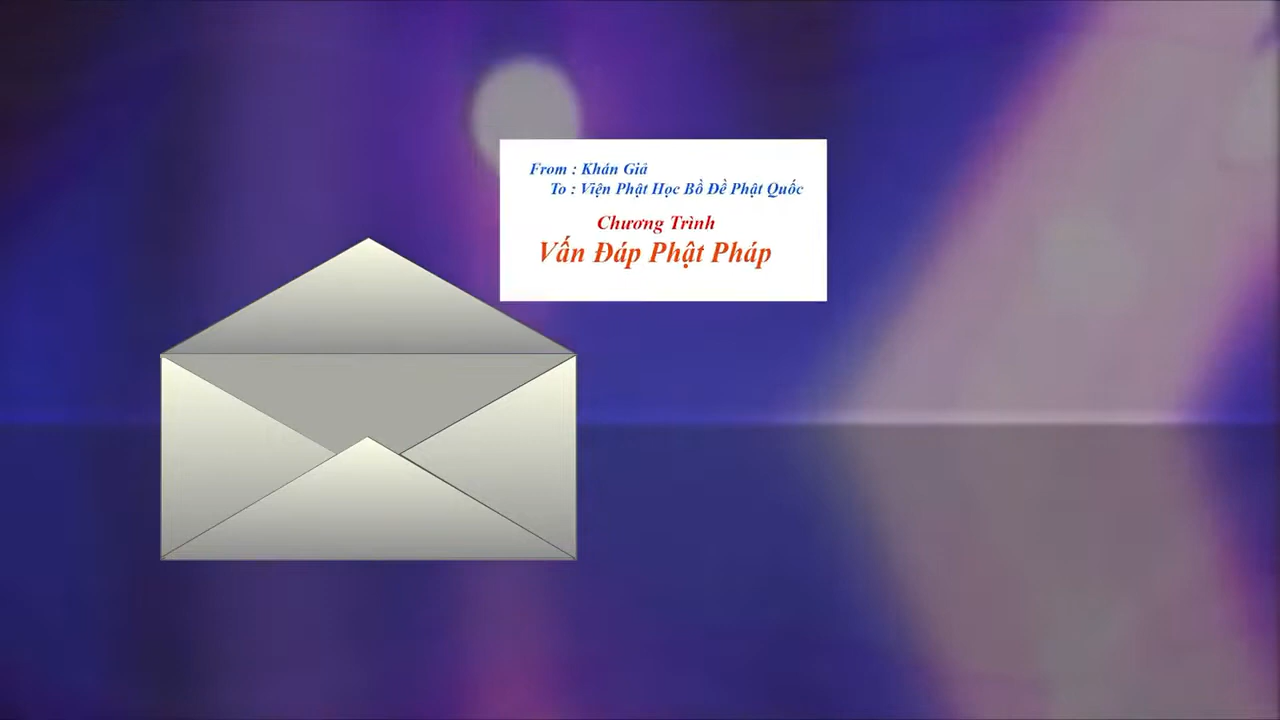 From : Khán Giả
To : Viện Phật Học Bồ Đề Phật Quốc
Chương Trình
Vấn Đáp Phật Pháp